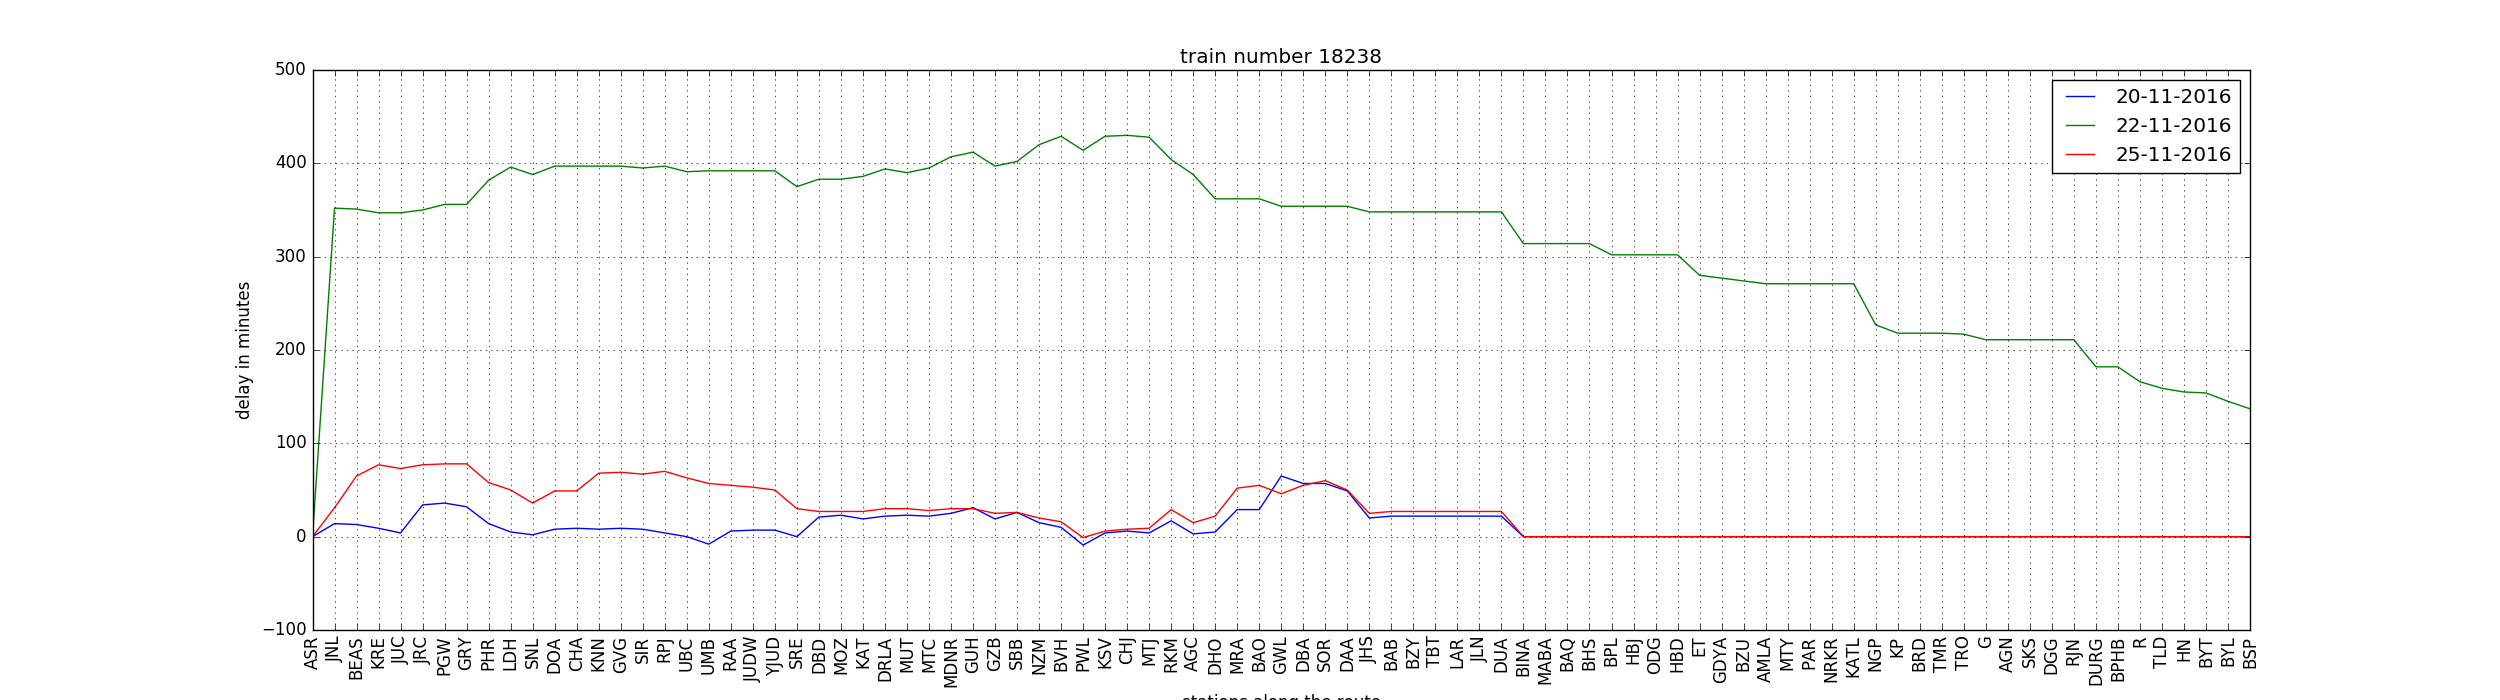 train number 18238
500
400
300
200
100
0
−100
delay in minutes
20-11-2016
22-11-2016
25-11-2016
ASR
JNL
BEAS
KRE
JUC
JRC
PGW
GRY
PHR
LDH
SNL
DOA
CHA
KNN
GVG
SIR
RPJ
UBC
UMB
RAA
JUDW
YJUD
SRE
DBD
MOZ
KAT
DRLA
MUT
MTC
MDNR
GUH
GZB
SBB
NZM
BVH
PWL
KSV
CHJ
MTJ
RKM
AGC
DHO
MRA
BAO
GWL
DBA
SOR
DAA
JHS
BAB
BZY
TBT
LAR
JLN
DUA
BINA
MABA
BAQ
BHS
BPL
HBJ
ODG
HBD
ET
GDYA
BZU
AMLA
MTY
PAR
NRKR
KATL
NGP
KP
BRD
TMR
TRO
G
AGN
SKS
DGG
RJN
DURG
BPHB
R
TLD
HN
BYT
BYL
BSP
stations along the route